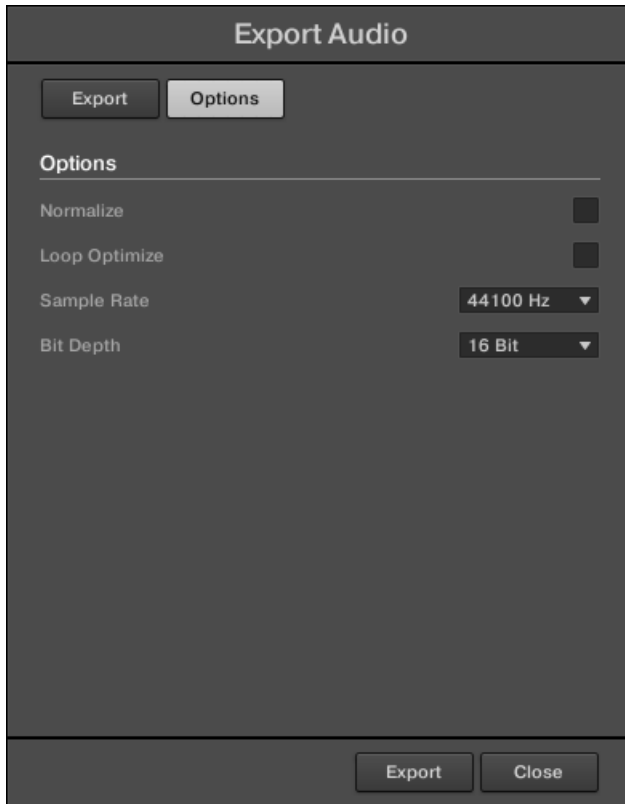 Export Audio
Export Options
Options
Normalize
Loop Optimize
Sample Rate 44100 Hz
Bit Depth 16 Bit
Export Close